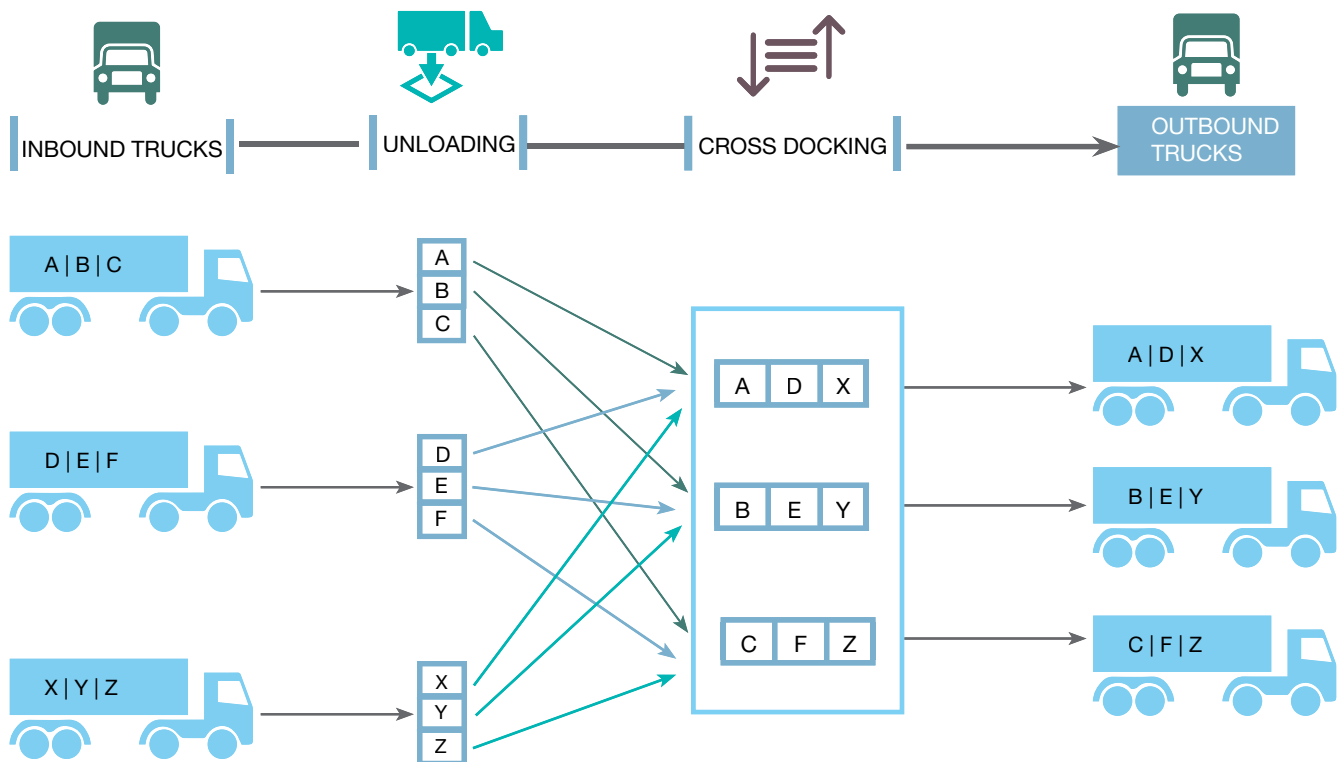 INBOUND TRUCKS
UNLOADING
CROSS DOCKING
OUTBOUND
TRUCKS
A | B | C
A
B
C
D | E | F
D
E
F
X | Y | Z
X
Y
Z
A D X
B E Y
C F Z
A | D | X
B | E | Y
C | F | Z